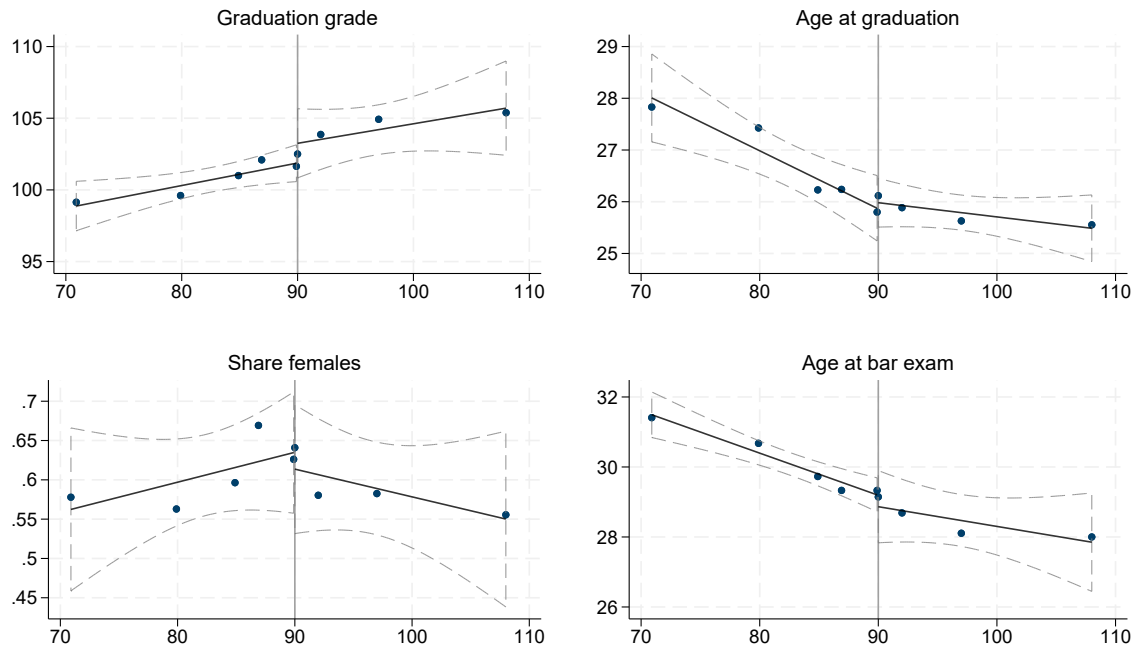 Graduation grade
110
105
100
95
70 80 90 100 110
Age at graduation
29
28
27
26
25
70 80 90 100 110
Share females
.7
.65
.6
.55
.5
.45
70 80 90 100 110
Age at bar exam
32
30
28
26
70 80 90 100 110